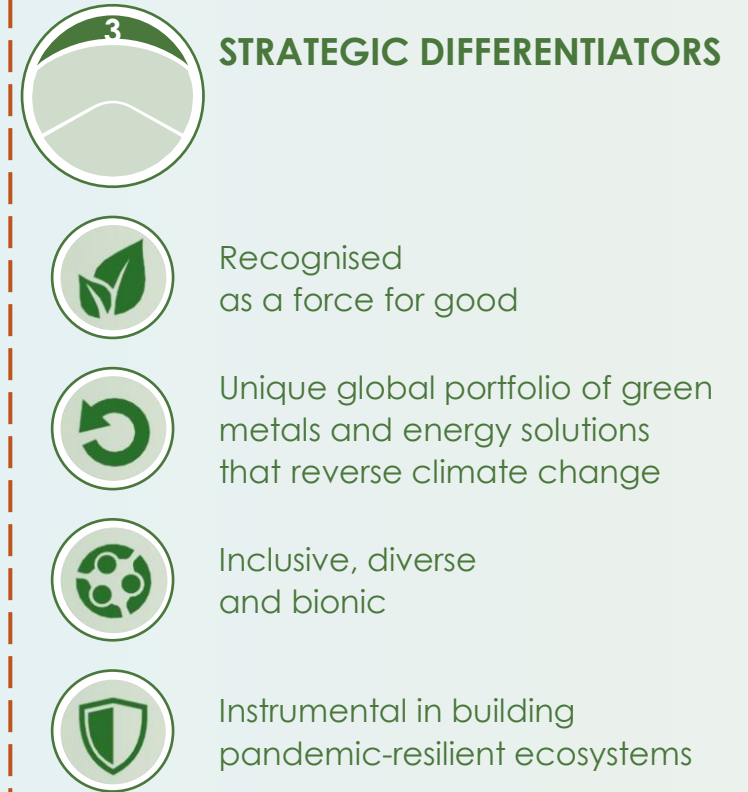 3
STRATEGIC DIFFERENTIATORS
Recognised
as a force for good
Unique global portfolio of green
metals and energy solutions
that reverse climate change
Inclusive, diverse
and bionic
Instrumental in building
pandemic-resilient ecosystems